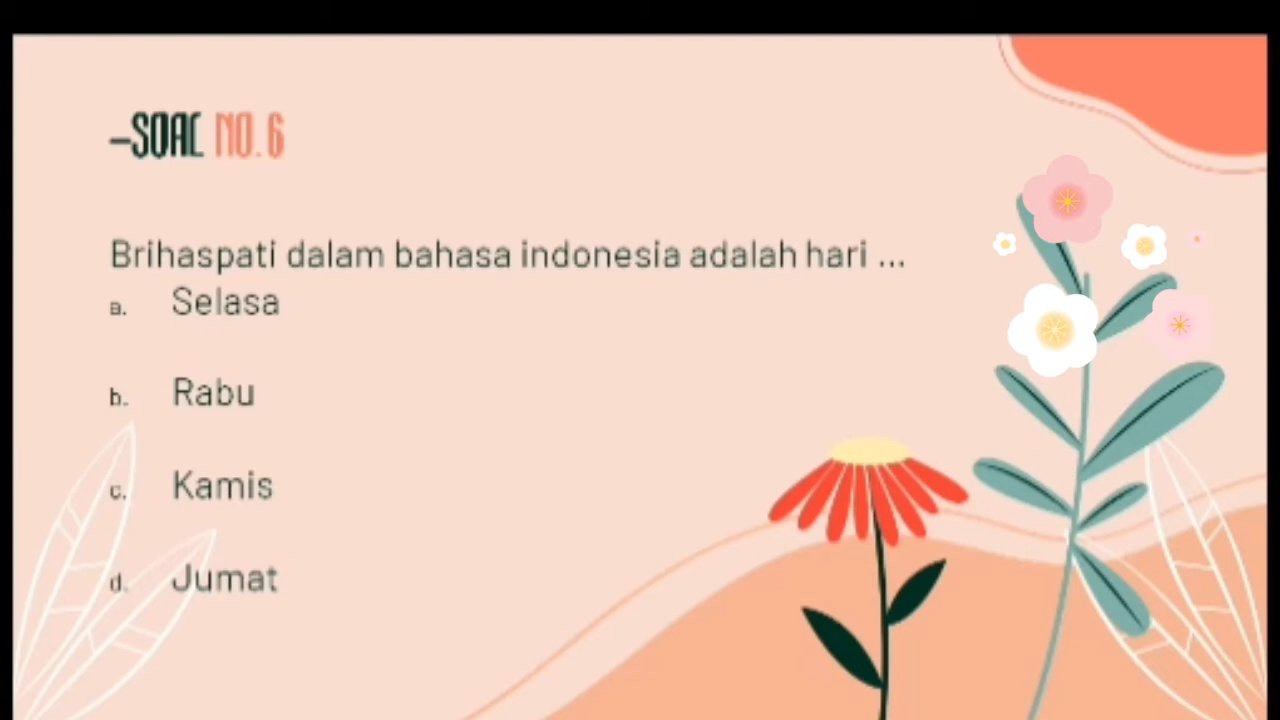 -SOAL NO.6
Brihaspati dalam bahasa indonesia adalah hari ...
a. Selasa
b. Rabu
c. Kamis
d. Jumat